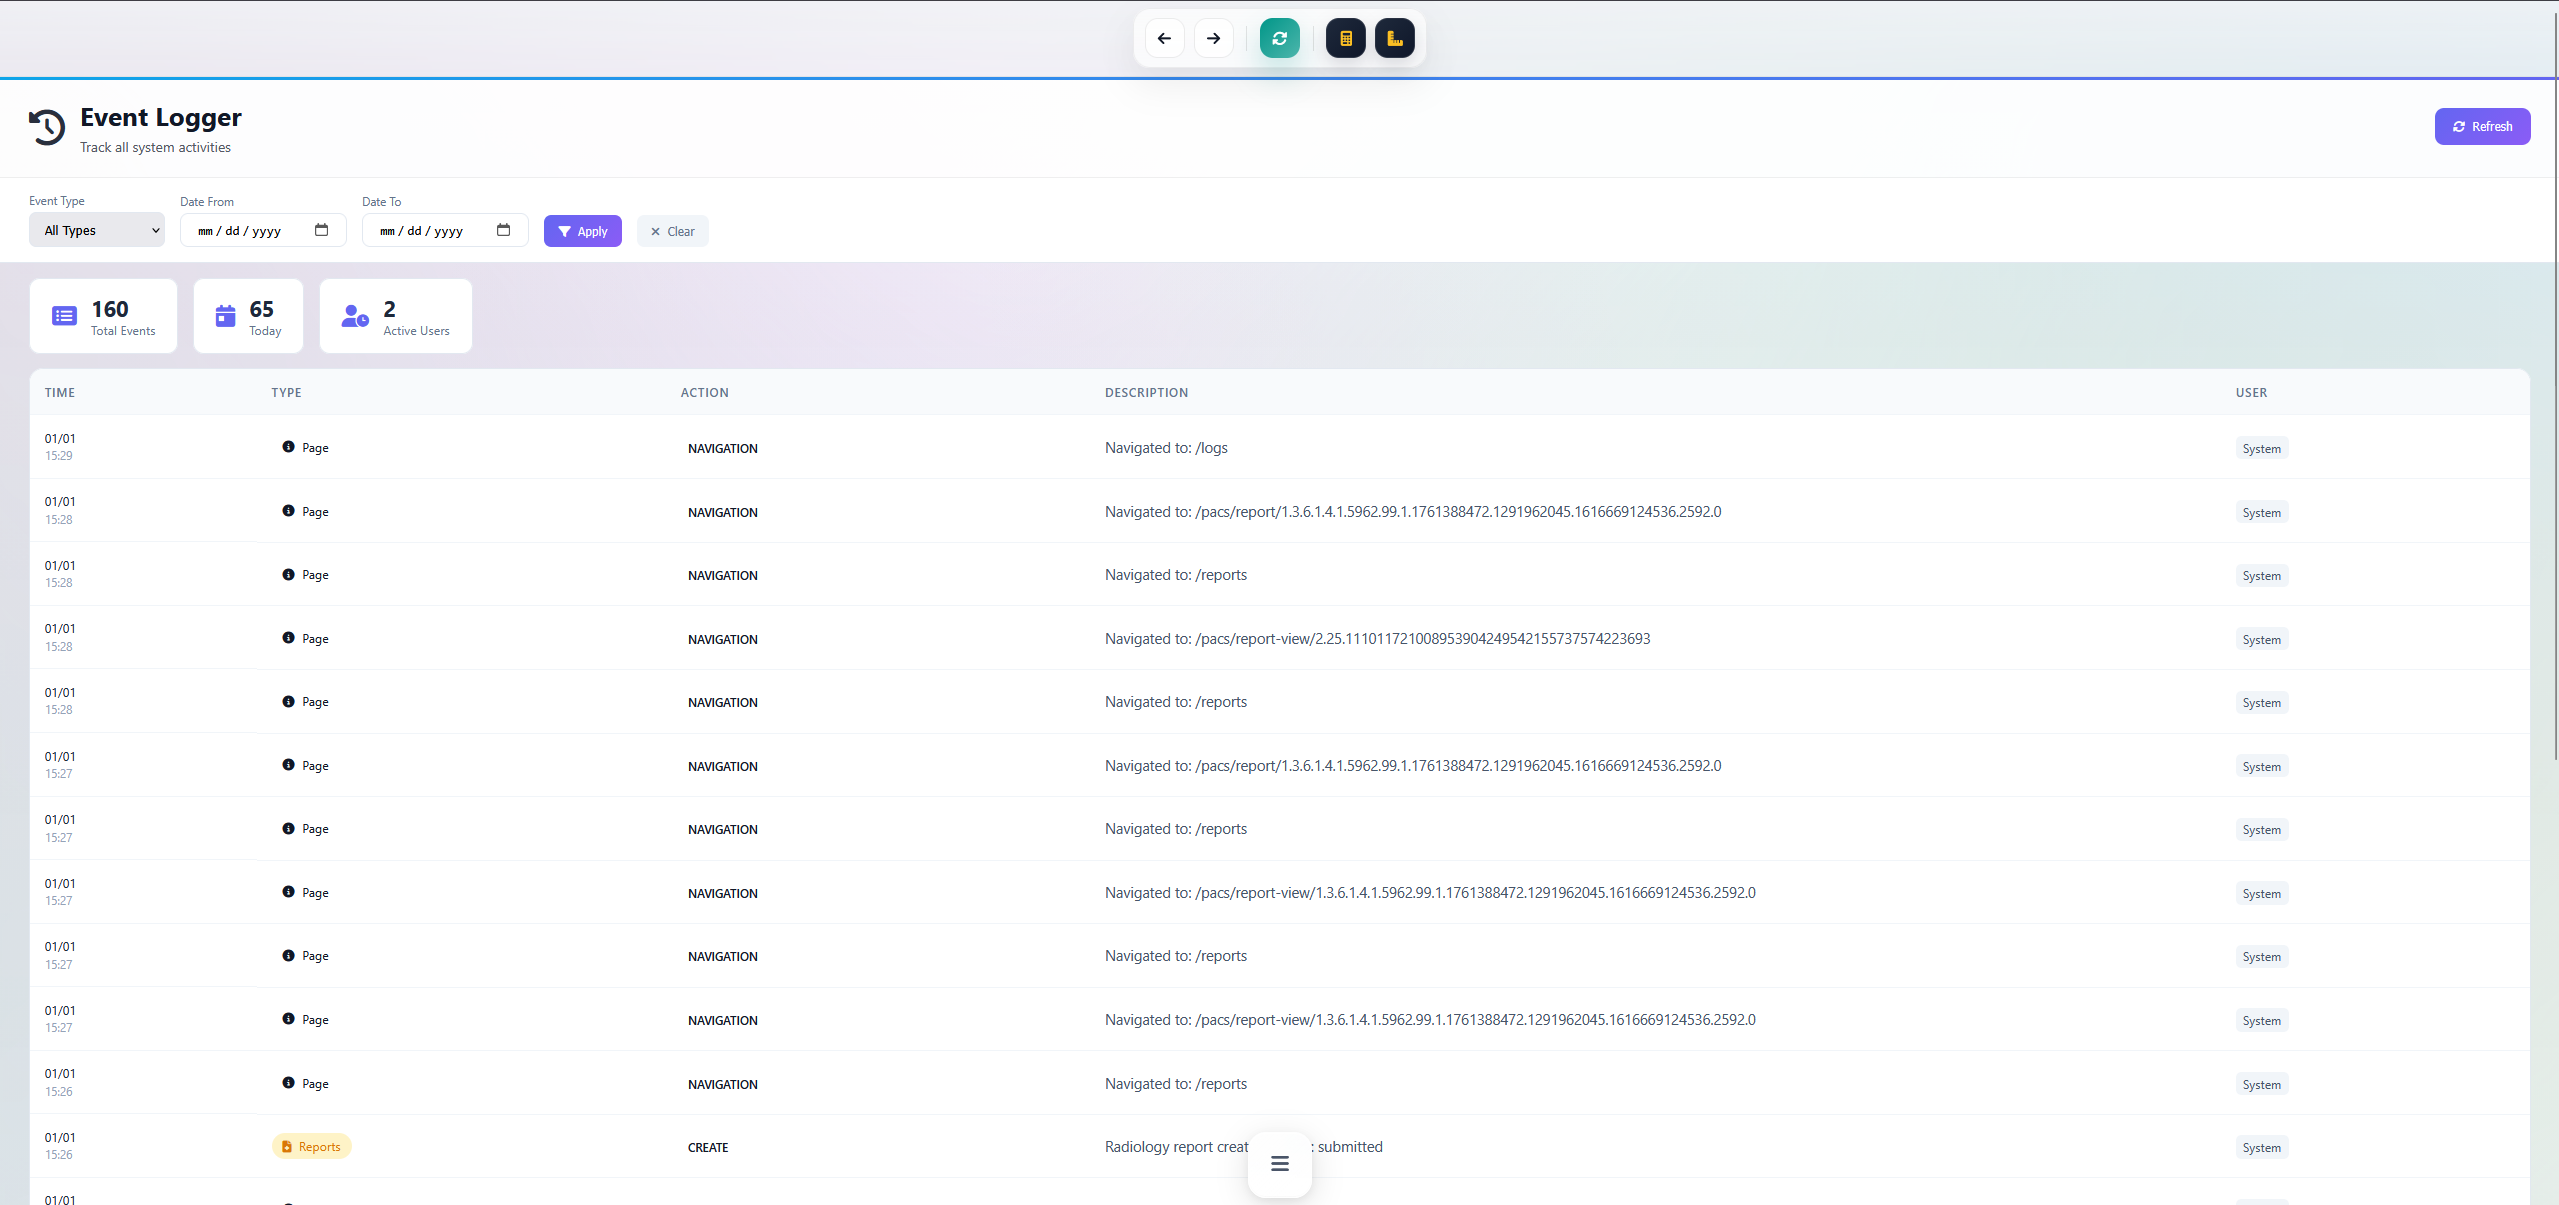 Event Logger
Track all system activities
Refresh
Event Type
Date From
Date To
All Types
mm / dd / yyyy
mm / dd / yyyy
Apply
Clear
160
Total Events
65
Today
2
Active Users
TIME TYPE ACTION DESCRIPTION USER
01/01
15:29
Page NAVIGATION Navigated to: /logs System
01/01
15:28
Page NAVIGATION Navigated to: /pacs/report/1.3.6.1.4.1.5962.99.1.1761388472.1291962045.1616669124536.2592.0 System
01/01
15:28
Page NAVIGATION Navigated to: /reports System
01/01
15:28
Page NAVIGATION Navigated to: /pacs/report-view/2.25.111011721008953904249542155737574223693 System
01/01
15:28
Page NAVIGATION Navigated to: /reports System
01/01
15:27
Page NAVIGATION Navigated to: /pacs/report/1.3.6.1.4.1.5962.99.1.1761388472.1291962045.1616669124536.2592.0 System
01/01
15:27
Page NAVIGATION Navigated to: /reports System
01/01
15:27
Page NAVIGATION Navigated to: /pacs/report-view/1.3.6.1.4.1.5962.99.1.1761388472.1291962045.1616669124536.2592.0 System
01/01
15:27
Page NAVIGATION Navigated to: /reports System
01/01
15:27
Page NAVIGATION Navigated to: /pacs/report-view/1.3.6.1.4.1.5962.99.1.1761388472.1291962045.1616669124536.2592.0 System
01/01
15:26
Page NAVIGATION Navigated to: /reports System
01/01
15:26
Reports CREATE Radiology report creat : submitted System
01/01